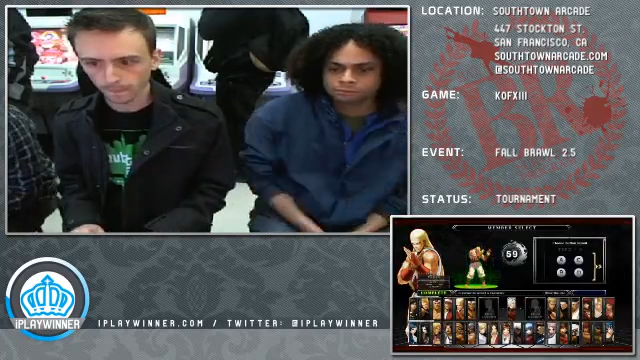 LOCATION: SOUTHTOWN ARCADE
447 STOCKTON ST.
SAN FRANCISCO, CA
SOUTHTOWNARCADE.COM
@SOUTHTOWNARCADE
GAME: KOFXIII
EVENT: FALL BRAWL 2.5
STATUS: TOURNAMENT
MEMBER SELECT
59
COMPLETE
IPLAYWINNER
IPLAYWINNER.COM / TWITTER: @IPLAYWINNER